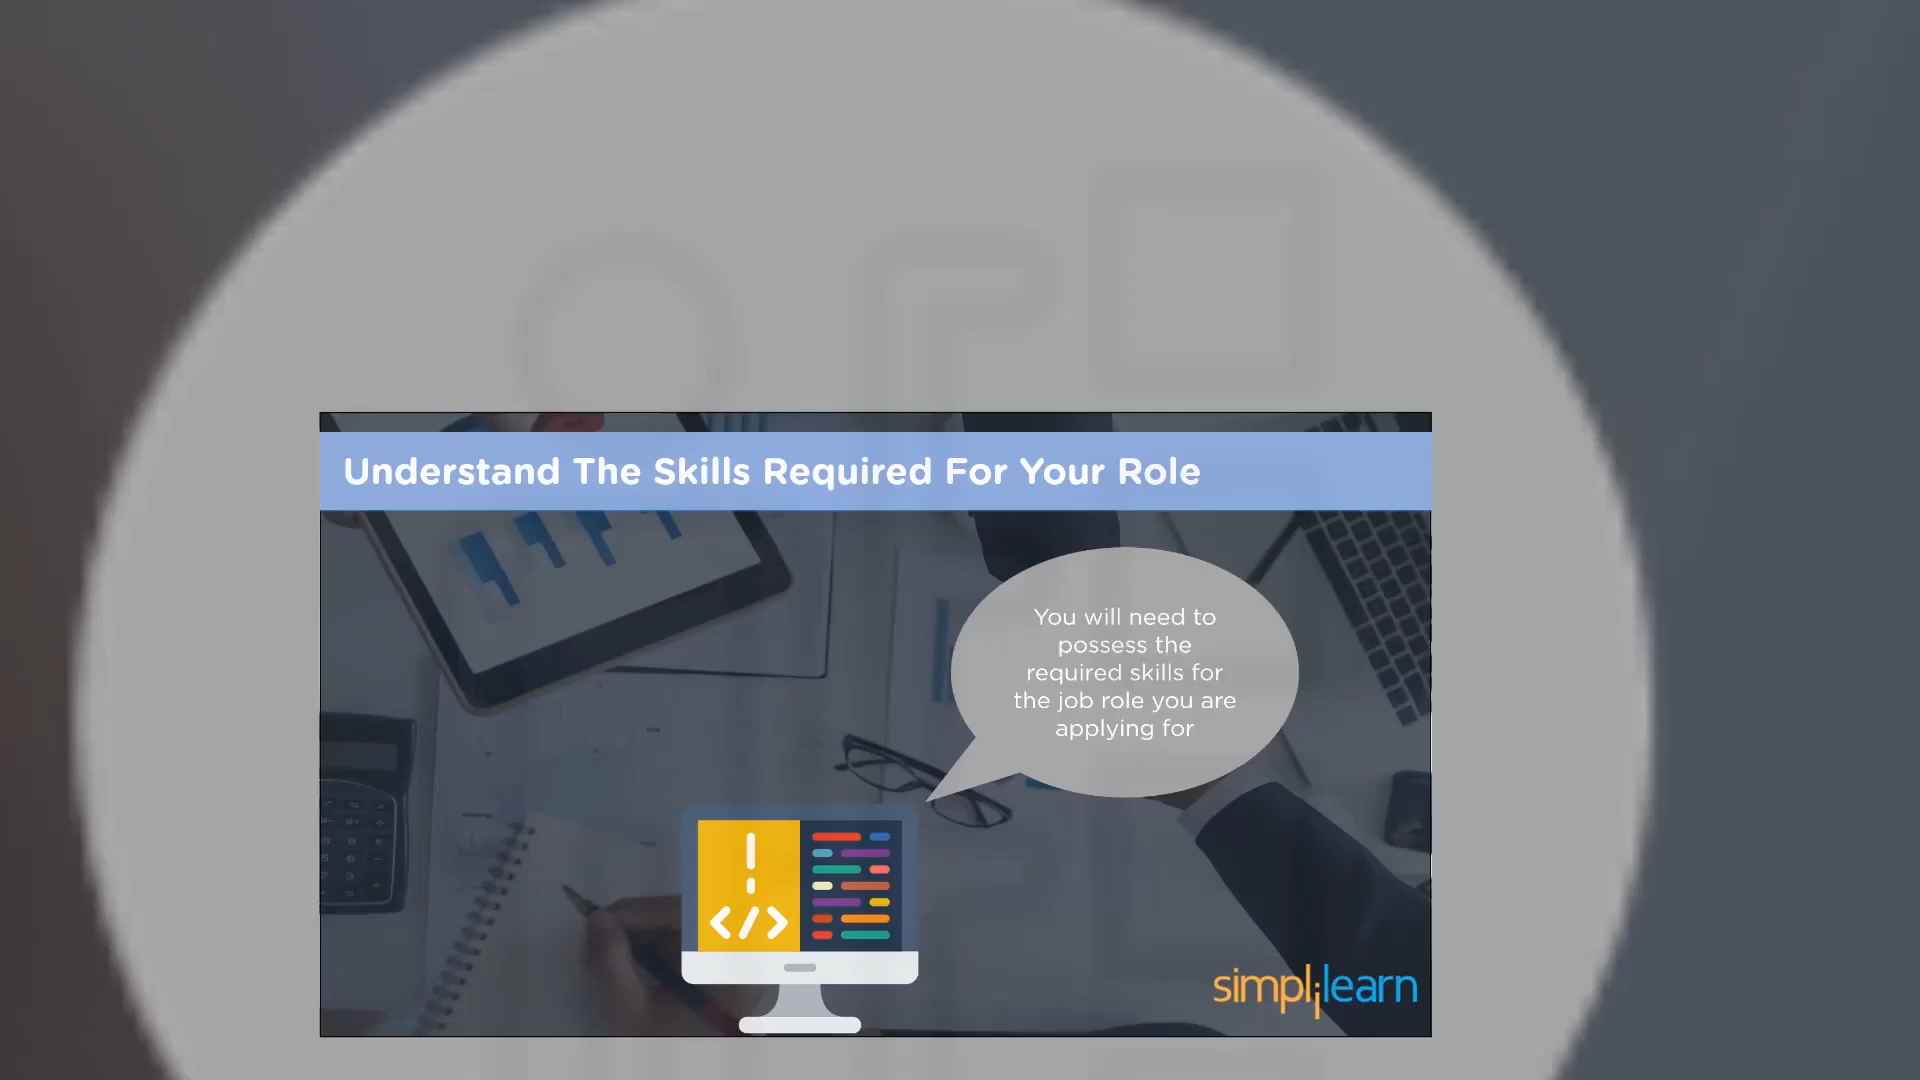 Understand The Skills Required For Your Role
You will need to
possess the
required skills for
the job role you are
applying for
simplilearn